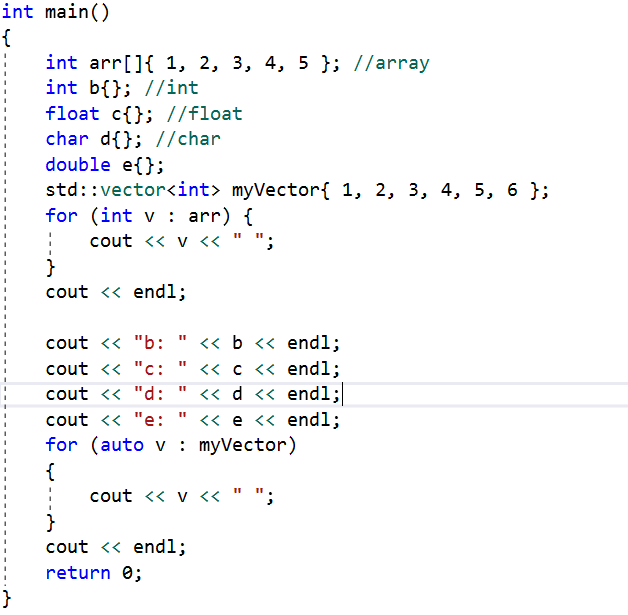 int main()
{
    int arr[]{ 1, 2, 3, 4, 5 }; //array
    int b{}; //int
    float c{}; //float
    char d{}; //char
    double e{};
    std::vector<int> myVector{ 1, 2, 3, 4, 5, 6 };
    for (int v : arr) {
        cout << v << " ";
    }
    cout << endl;

    cout << "b: " << b << endl;
    cout << "c: " << c << endl;
    cout << "d: " << d << endl;
    cout << "e: " << e << endl;
    for (auto v : myVector)
    {
        cout << v << " ";
    }
    cout << endl;
    return 0;
}